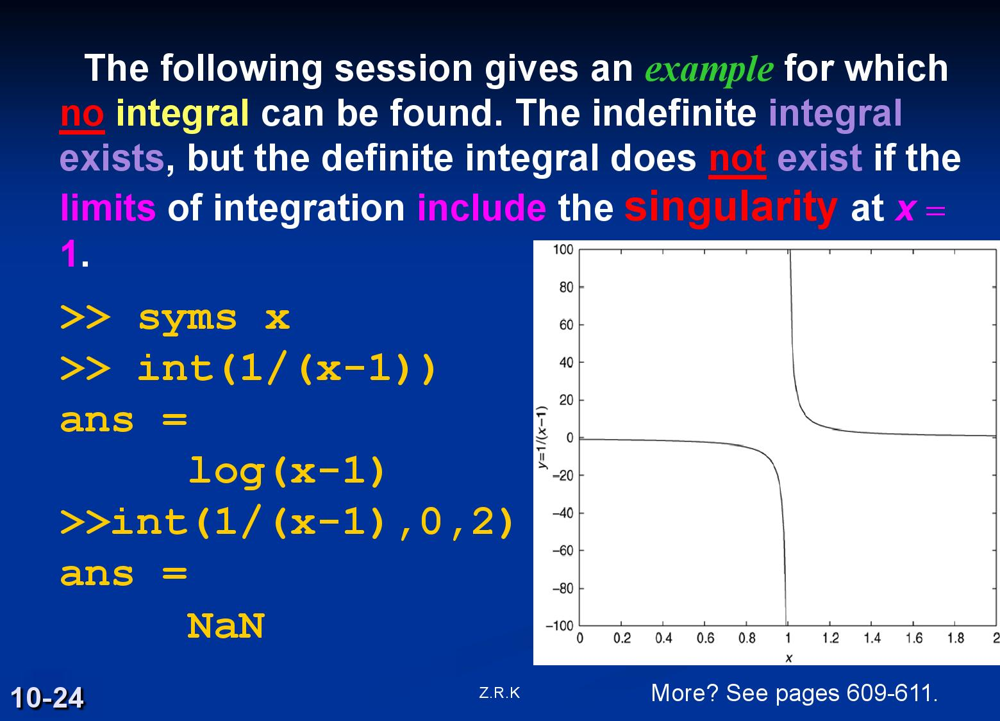 The following session gives an example for which
no integral can be found. The indefinite integral
exists, but the definite integral does not exist if the
limits of integration include the singularity at x =
1.
>> syms x
>> int(1/(x-1))
ans =
log(x-1)
>>int(1/(x-1),0,2)
ans =
NaN
100
80
60
40
20
0
−20
−40
−60
−80
−100
y=1/(x−1)
0 0.2 0.4 0.6 0.8 1 1.2 1.4 1.6 1.8 2
x
10-24
Z.R.K
More? See pages 609-611.